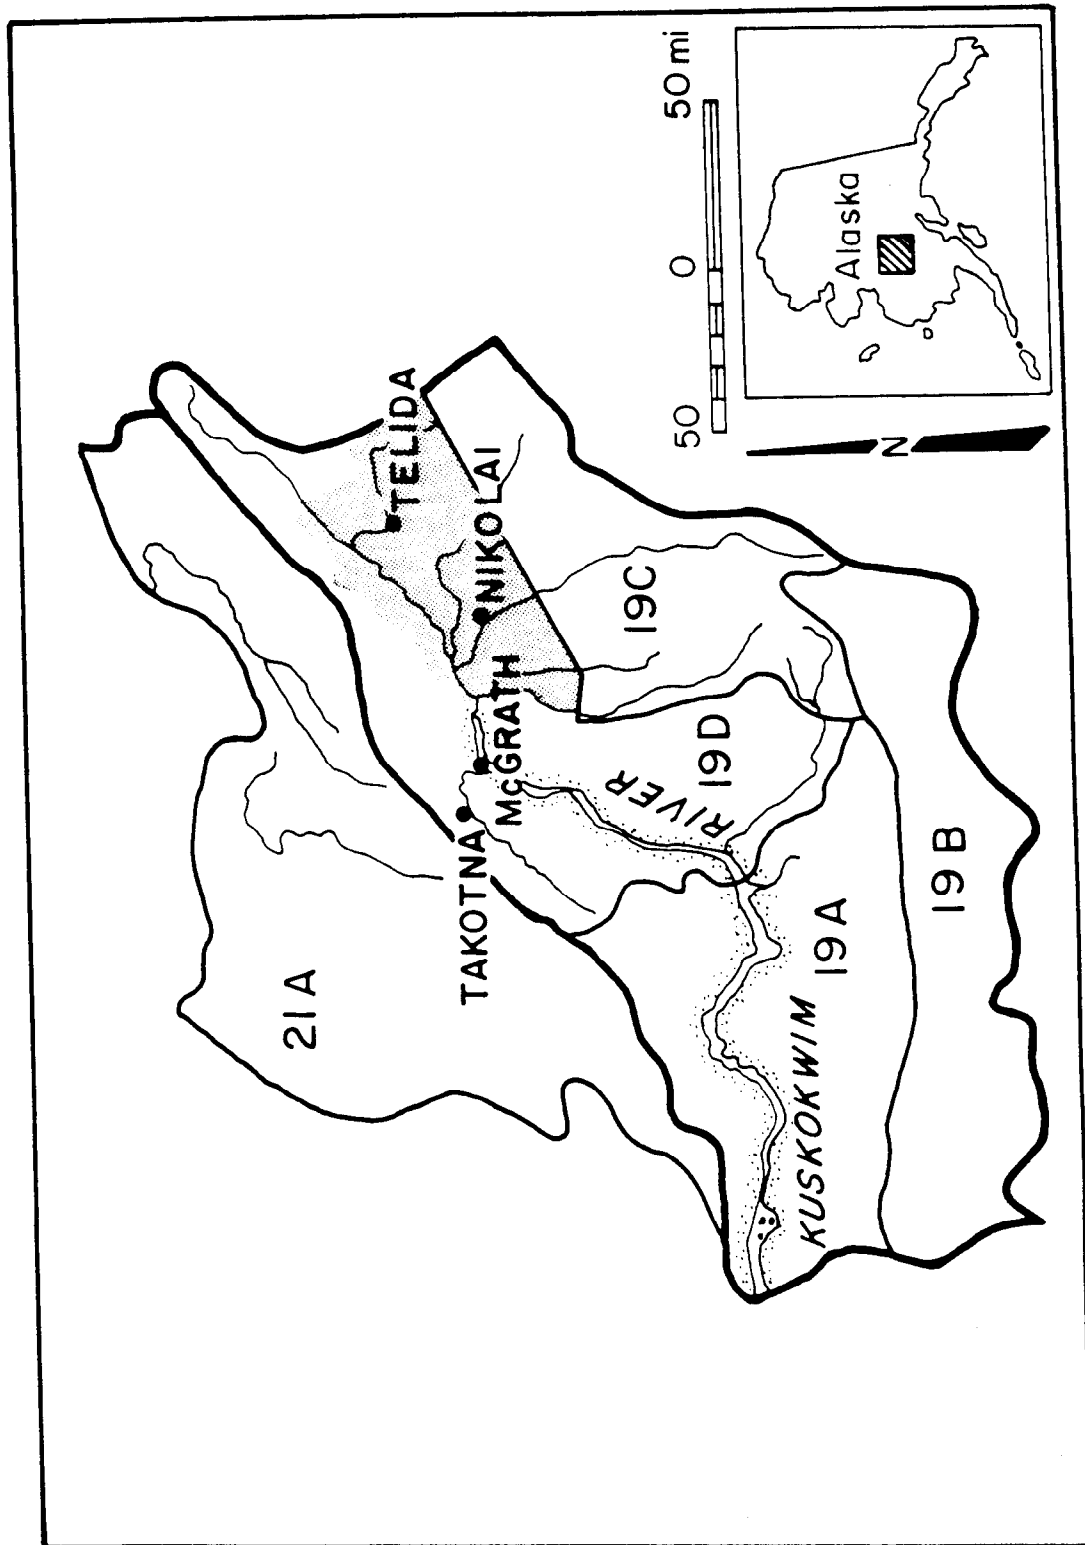 21A
TELIDA
NIKOLAI
McGRATH
TAKOTNA
19C
19D
19A
19B
KUSKOKWIM
RIVER
50 0 50 mi
N
Alaska